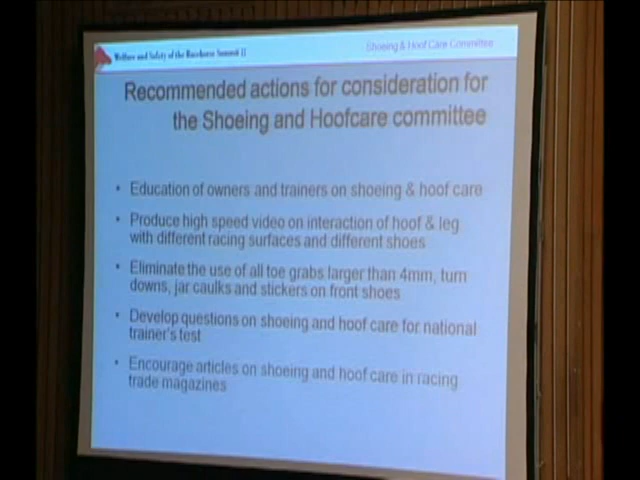 Welfare and Safety of the Racehorse Summit II
Shoeing & Hoof Care Committee
Recommended actions for consideration for
the Shoeing and Hoofcare committee
• Education of owners and trainers on shoeing & hoof care
• Produce high speed video on interaction of hoof & leg
with different racing surfaces and different shoes
• Eliminate the use of all toe grabs larger than 4mm, turn
downs, jar caulks and stickers on front shoes
• Develop questions on shoeing and hoof care for national
trainer's test
• Encourage articles on shoeing and hoof care in racing
trade magazines